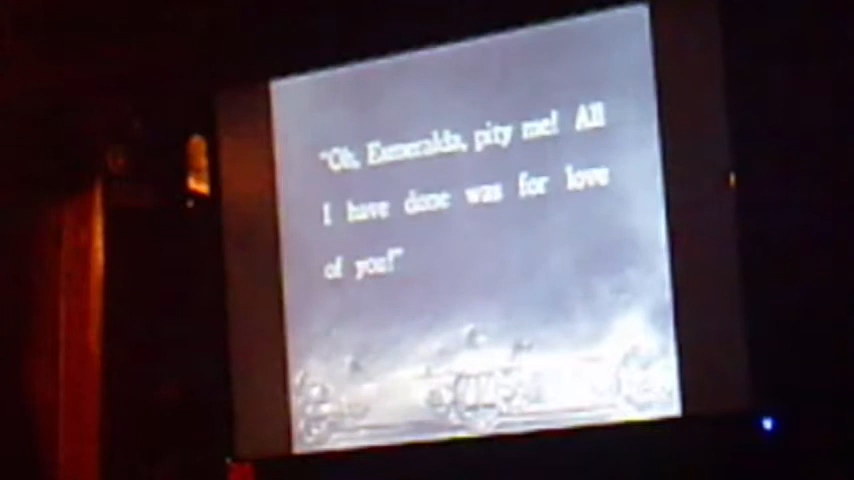 "Oh, Esmeralda, pity me! All
I have done was for love
of you!"